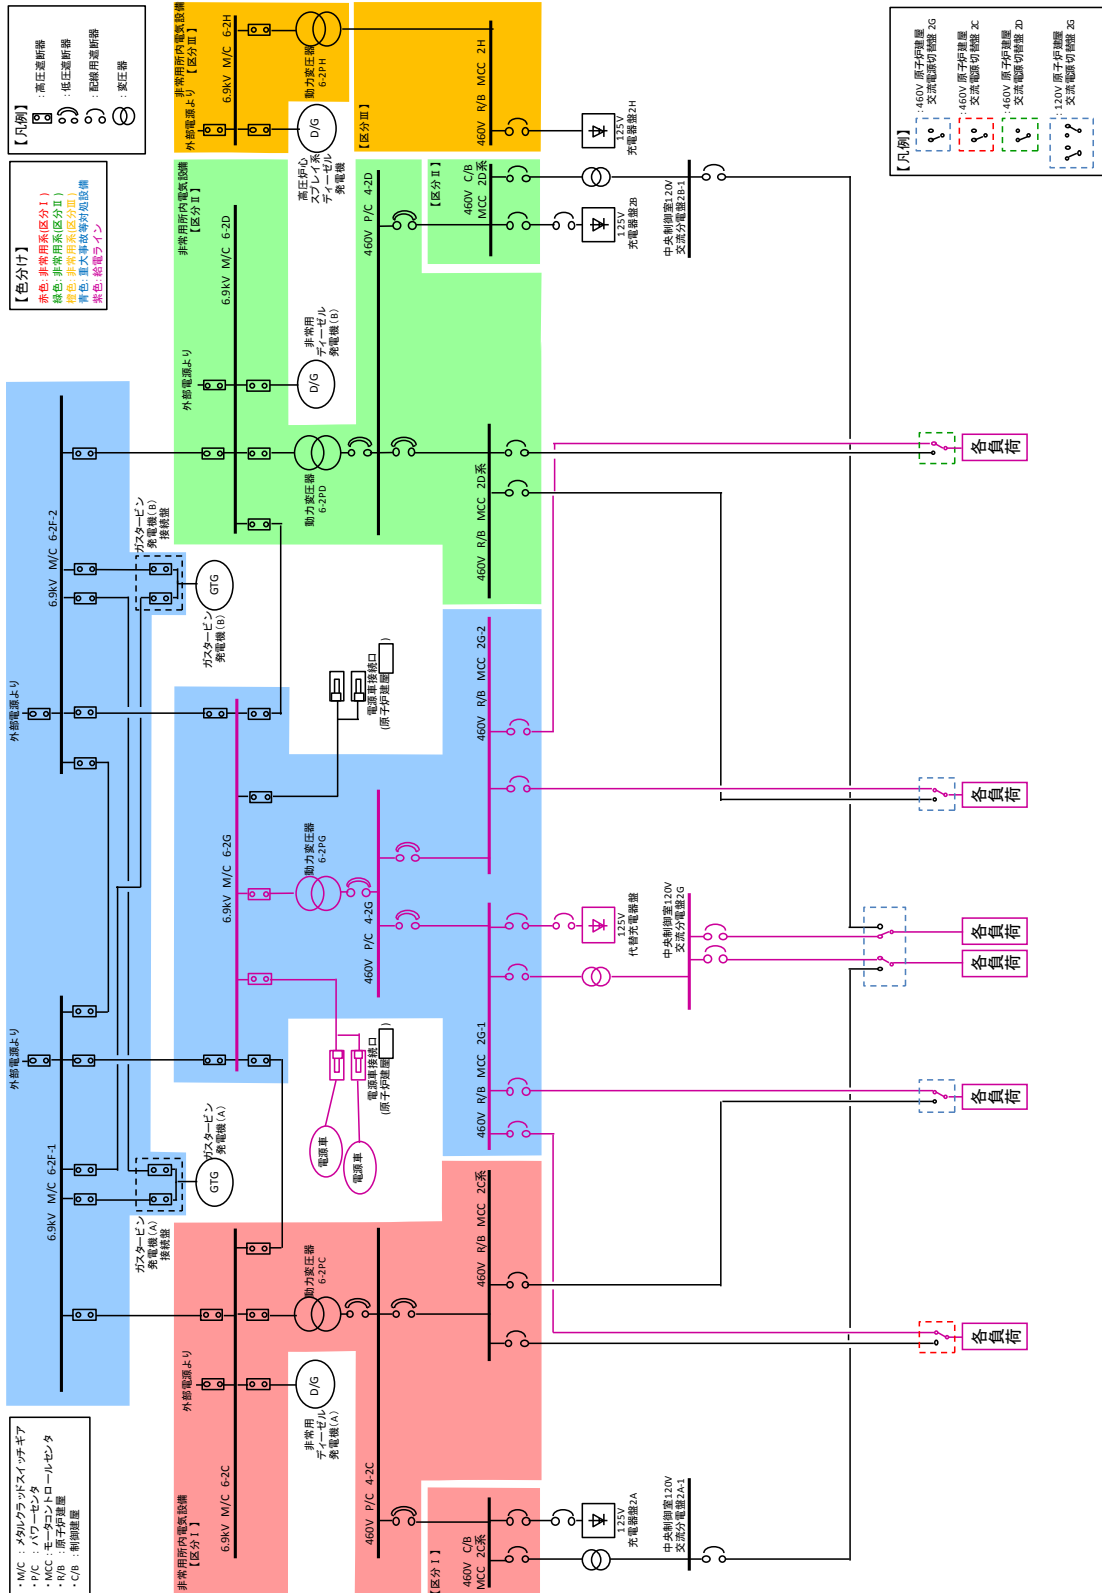 ・M/C ：メタルクラッドスイッチギア
・P/C ：パワーセンタ
・MCC：モータコントロールセンタ
・R/B ：原子炉建屋
・C/B ：制御建屋
【色分け】
赤色：非常用系(区分Ⅰ)
緑色：非常用系(区分Ⅱ)
橙色：非常用系(区分Ⅲ)
青色：重大事故等対処設備
紫色：給電ライン
【凡例】
：高圧遮断器
：低圧遮断器
：配線用遮断器
：変圧器
外部電源より
6.9kV M/C 6-2F-1
外部電源より
6.9kV M/C 6-2F-2
ガスタービン
発電機(A)
接続盤
GTG
ガスタービン
発電機(A)
ガスタービン
発電機(B)
接続盤
GTG
ガスタービン
発電機(B)
非常用所内電気設備
【区分Ⅰ】
外部電源より
6.9kV M/C 6-2C
D/G
非常用
ディーゼル
発電機(A)
動力変圧器
6-2PC
460V P/C 4-2C
【区分Ⅰ】
460V C/B
MCC 2C系
460V R/B MCC 2C系
125V
充電器盤2A
中央制御室120V
交流分電盤2A-1
6.9kV M/C 6-2G
電源車
電源車
電源車接続口
(原子炉建屋 )
動力変圧器
6-2PG
電源車接続口
(原子炉建屋 )
460V P/C 4-2G
460V R/B MCC 2G-1
460V R/B MCC 2G-2
125V
代替充電器盤
中央制御室120V
交流分電盤2G
非常用所内電気設備
【区分Ⅱ】
外部電源より
6.9kV M/C 6-2D
動力変圧器
6-2PD
D/G
非常用
ディーゼル
発電機(B)
460V P/C 4-2D
460V R/B MCC 2D系
【区分Ⅱ】
460V C/B
MCC 2D系
125V
充電器盤2B
中央制御室120V
交流分電盤2B-1
非常用所内電気設備
【区分Ⅲ】
外部電源より
6.9kV M/C 6-2H
D/G
高圧炉心
スプレイ系
ディーゼル
発電機
動力変圧器
6-2PH
【区分Ⅲ】
460V R/B MCC 2H
125V
充電器盤2H
各負荷
各負荷
各負荷
各負荷
各負荷
各負荷
【凡例】
：460V 原子炉建屋
交流電源切替盤 2G
：460V 原子炉建屋
交流電源切替盤 2C
：460V 原子炉建屋
交流電源切替盤 2D
：120V 原子炉建屋
交流電源切替盤 2G